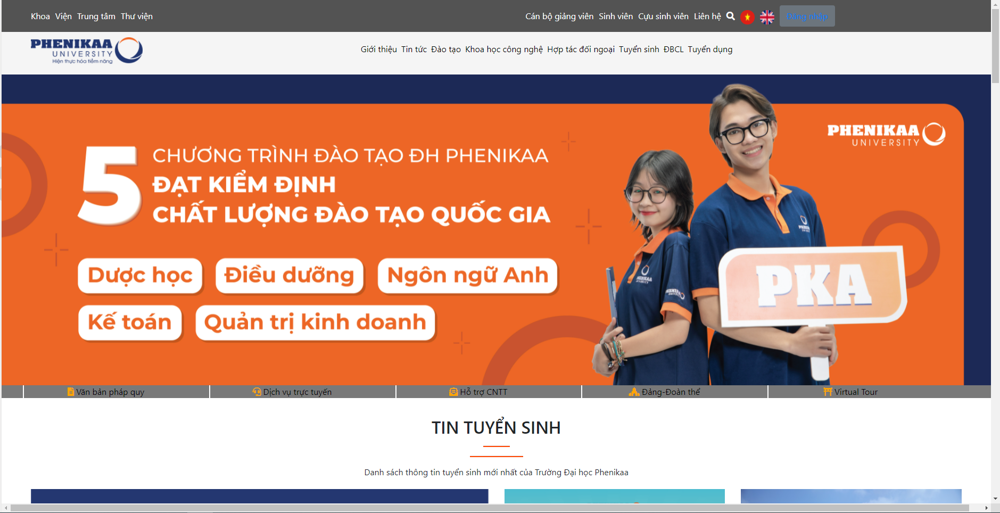 Khoa Viện Trung tâm Thư viện
Cán bộ giảng viên Sinh viên Cựu sinh viên Liên hệ Đăng nhập
PHENIKAA
UNIVERSITY
Hiện thực hóa tiềm năng
Giới thiệu Tin tức Đào tạo Khoa học công nghệ Hợp tác đối ngoại Tuyển sinh ĐBCL Tuyển dụng
5
CHƯƠNG TRÌNH ĐÀO TẠO ĐH PHENIKAA
ĐẠT KIỂM ĐỊNH
CHẤT LƯỢNG ĐÀO TẠO QUỐC GIA
Dược học Điều dưỡng Ngôn ngữ Anh
Kế toán Quản trị kinh doanh
PHENIKAA
UNIVERSITY
PHENIKAA
PKA
Văn bản pháp quy Dịch vụ trực tuyến Hỗ trợ CNTT Đảng-Đoàn thể Virtual Tour
TIN TUYỂN SINH
Danh sách thông tin tuyển sinh mới nhất của Trường Đại học Phenikaa